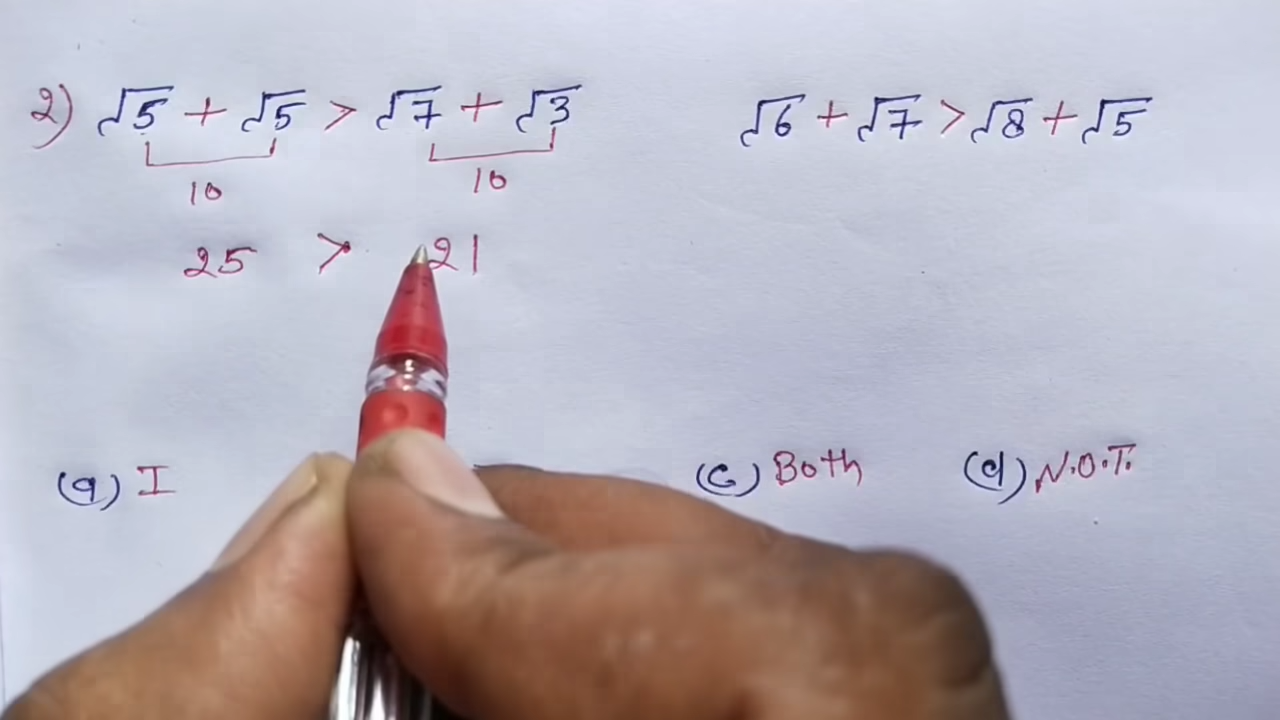 2) √5 + √5 > √7 + √3 √6 + √7 > √8 + √5
10 10
25 > 21
(a) I (c) Both (d) N.O.T.